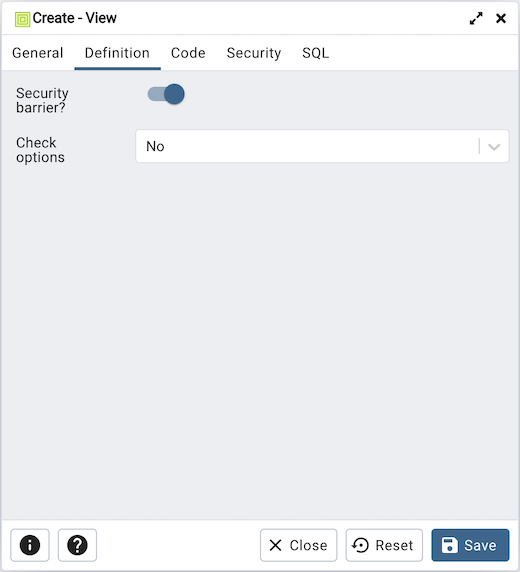 Create - View
General Definition Code Security SQL
Security
barrier?
Check
options
No
Close Reset Save